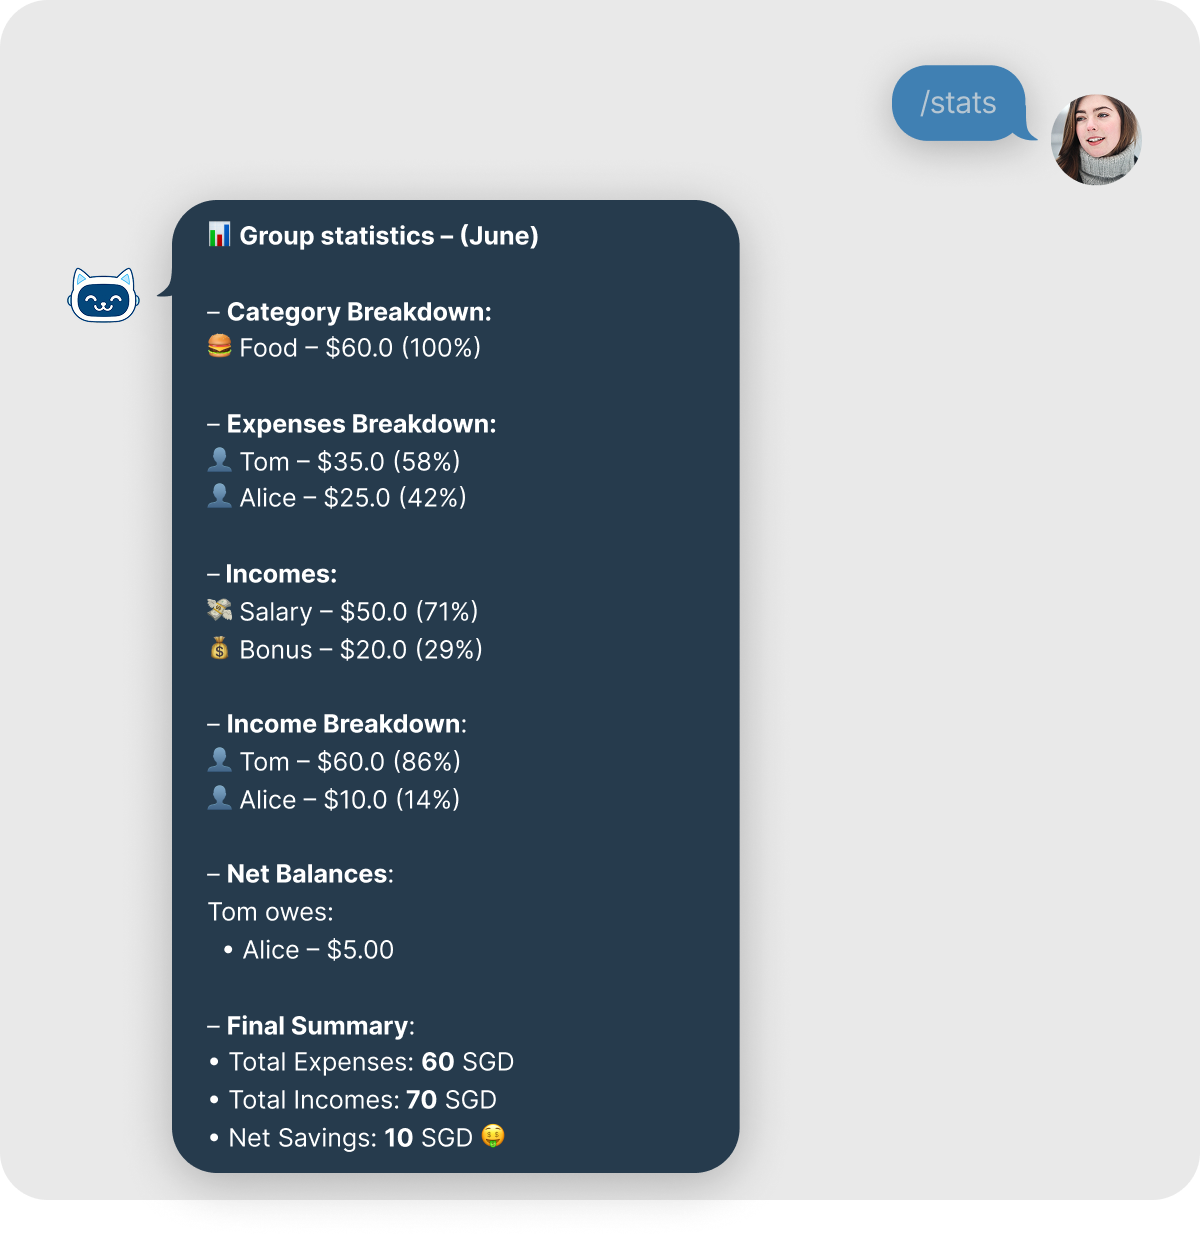 /stats
📊 Group statistics – (June)
– Category Breakdown:
🍔 Food – $60.0 (100%)
– Expenses Breakdown:
👤 Tom – $35.0 (58%)
👤 Alice – $25.0 (42%)
– Incomes:
💸 Salary – $50.0 (71%)
💰 Bonus – $20.0 (29%)
– Income Breakdown:
👤 Tom – $60.0 (86%)
👤 Alice – $10.0 (14%)
– Net Balances:
Tom owes:
• Alice – $5.00
– Final Summary:
• Total Expenses: 60 SGD
• Total Incomes: 70 SGD
• Net Savings: 10 SGD 🤑